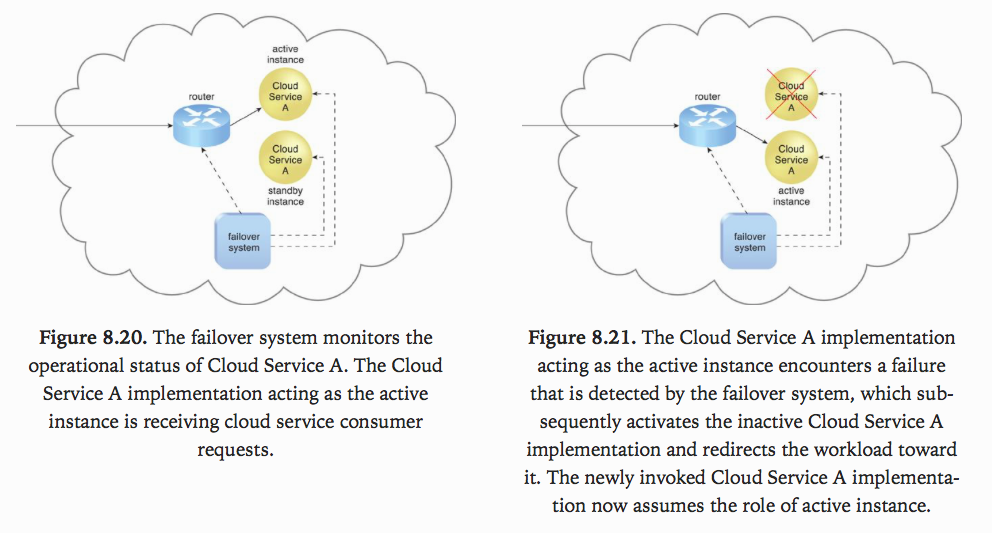 active
instance
Cloud
Service
A
router
Cloud
Service
A
standby
instance
failover
system
Figure 8.20. The failover system monitors the
operational status of Cloud Service A. The Cloud
Service A implementation acting as the active
instance is receiving cloud service consumer
requests.
Cloud
Service
A
router
Cloud
Service
A
active
instance
failover
system
Figure 8.21. The Cloud Service A implementation
acting as the active instance encounters a failure
that is detected by the failover system, which sub-
sequently activates the inactive Cloud Service A
implementation and redirects the workload toward
it. The newly invoked Cloud Service A implementa-
tion now assumes the role of active instance.